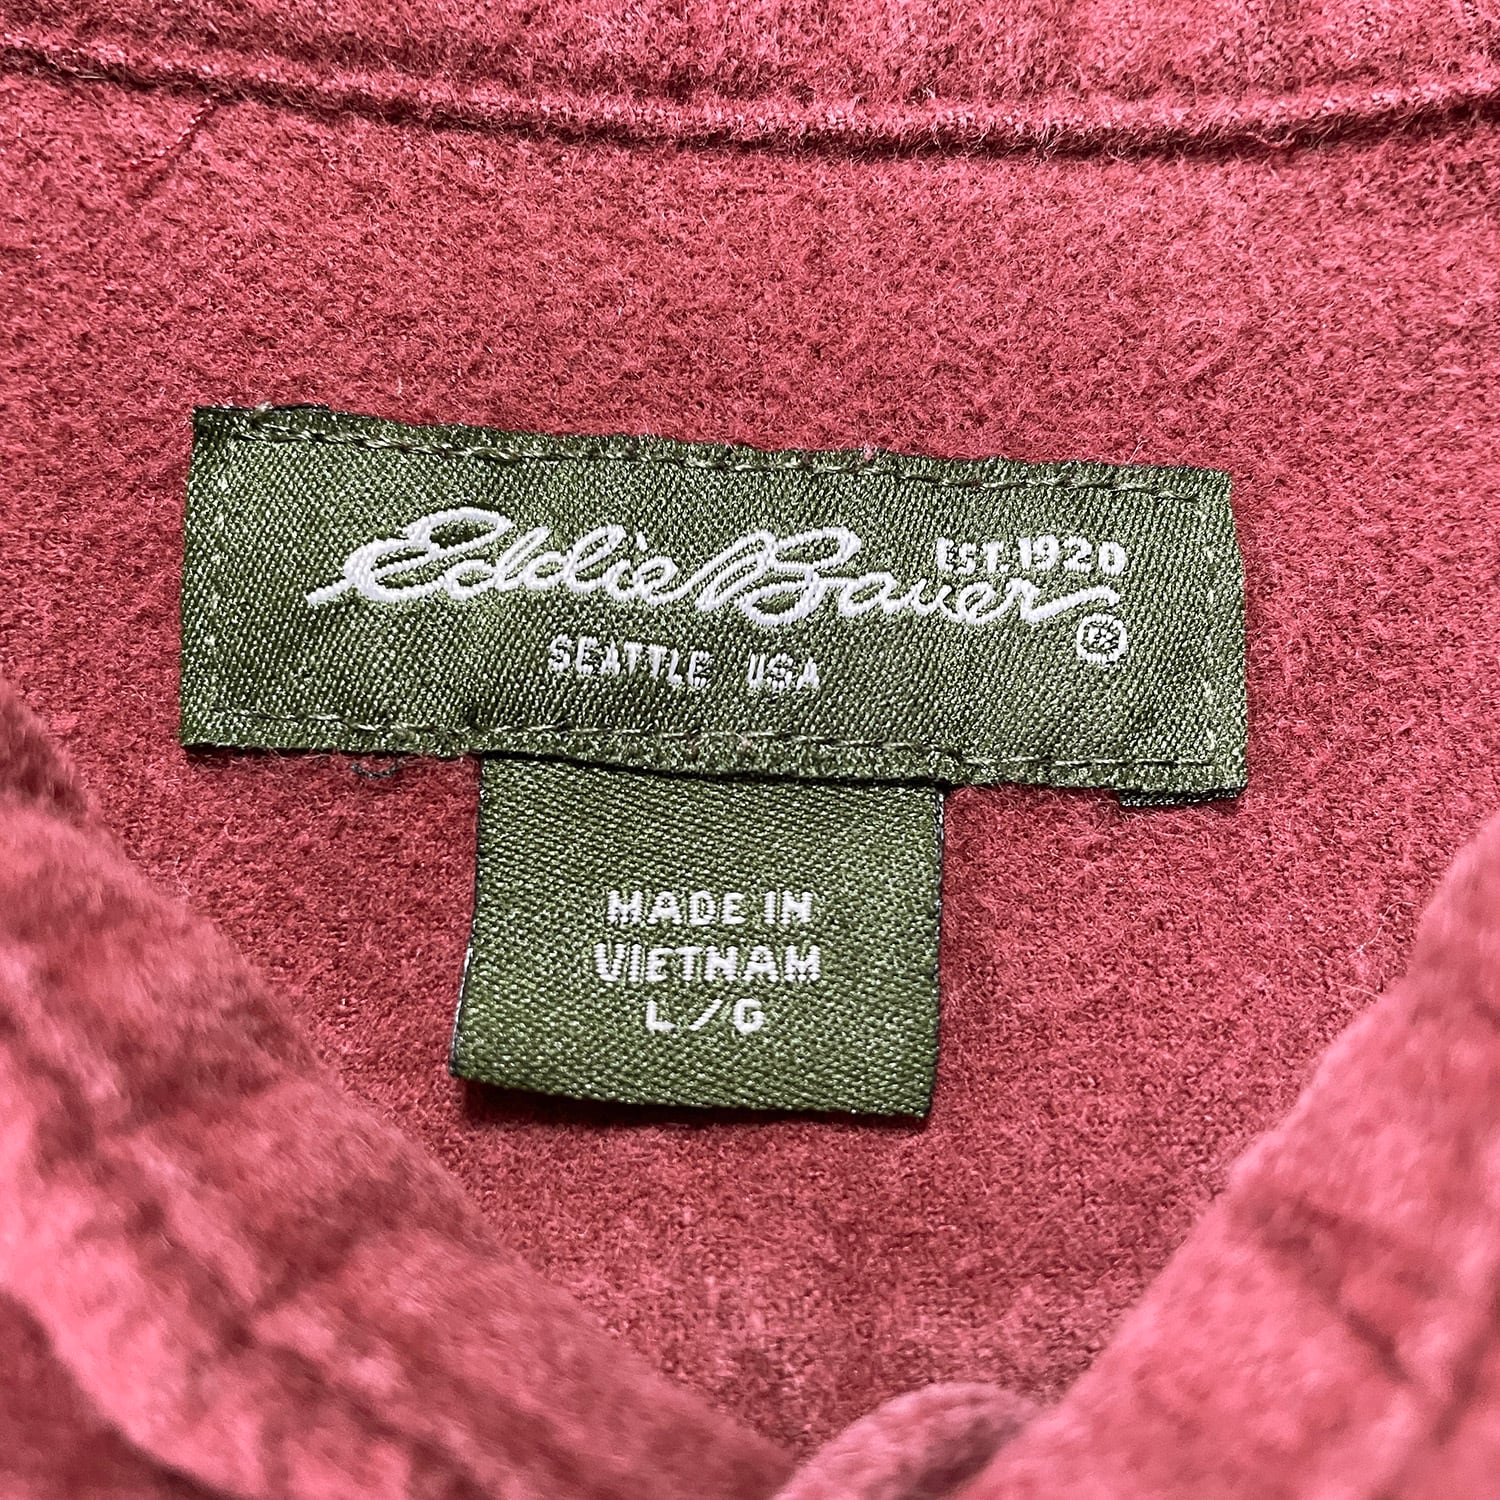 Eddie Bauer EST. 1920
®
SEATTLE USA
MADE IN
VIETNAM
L/G